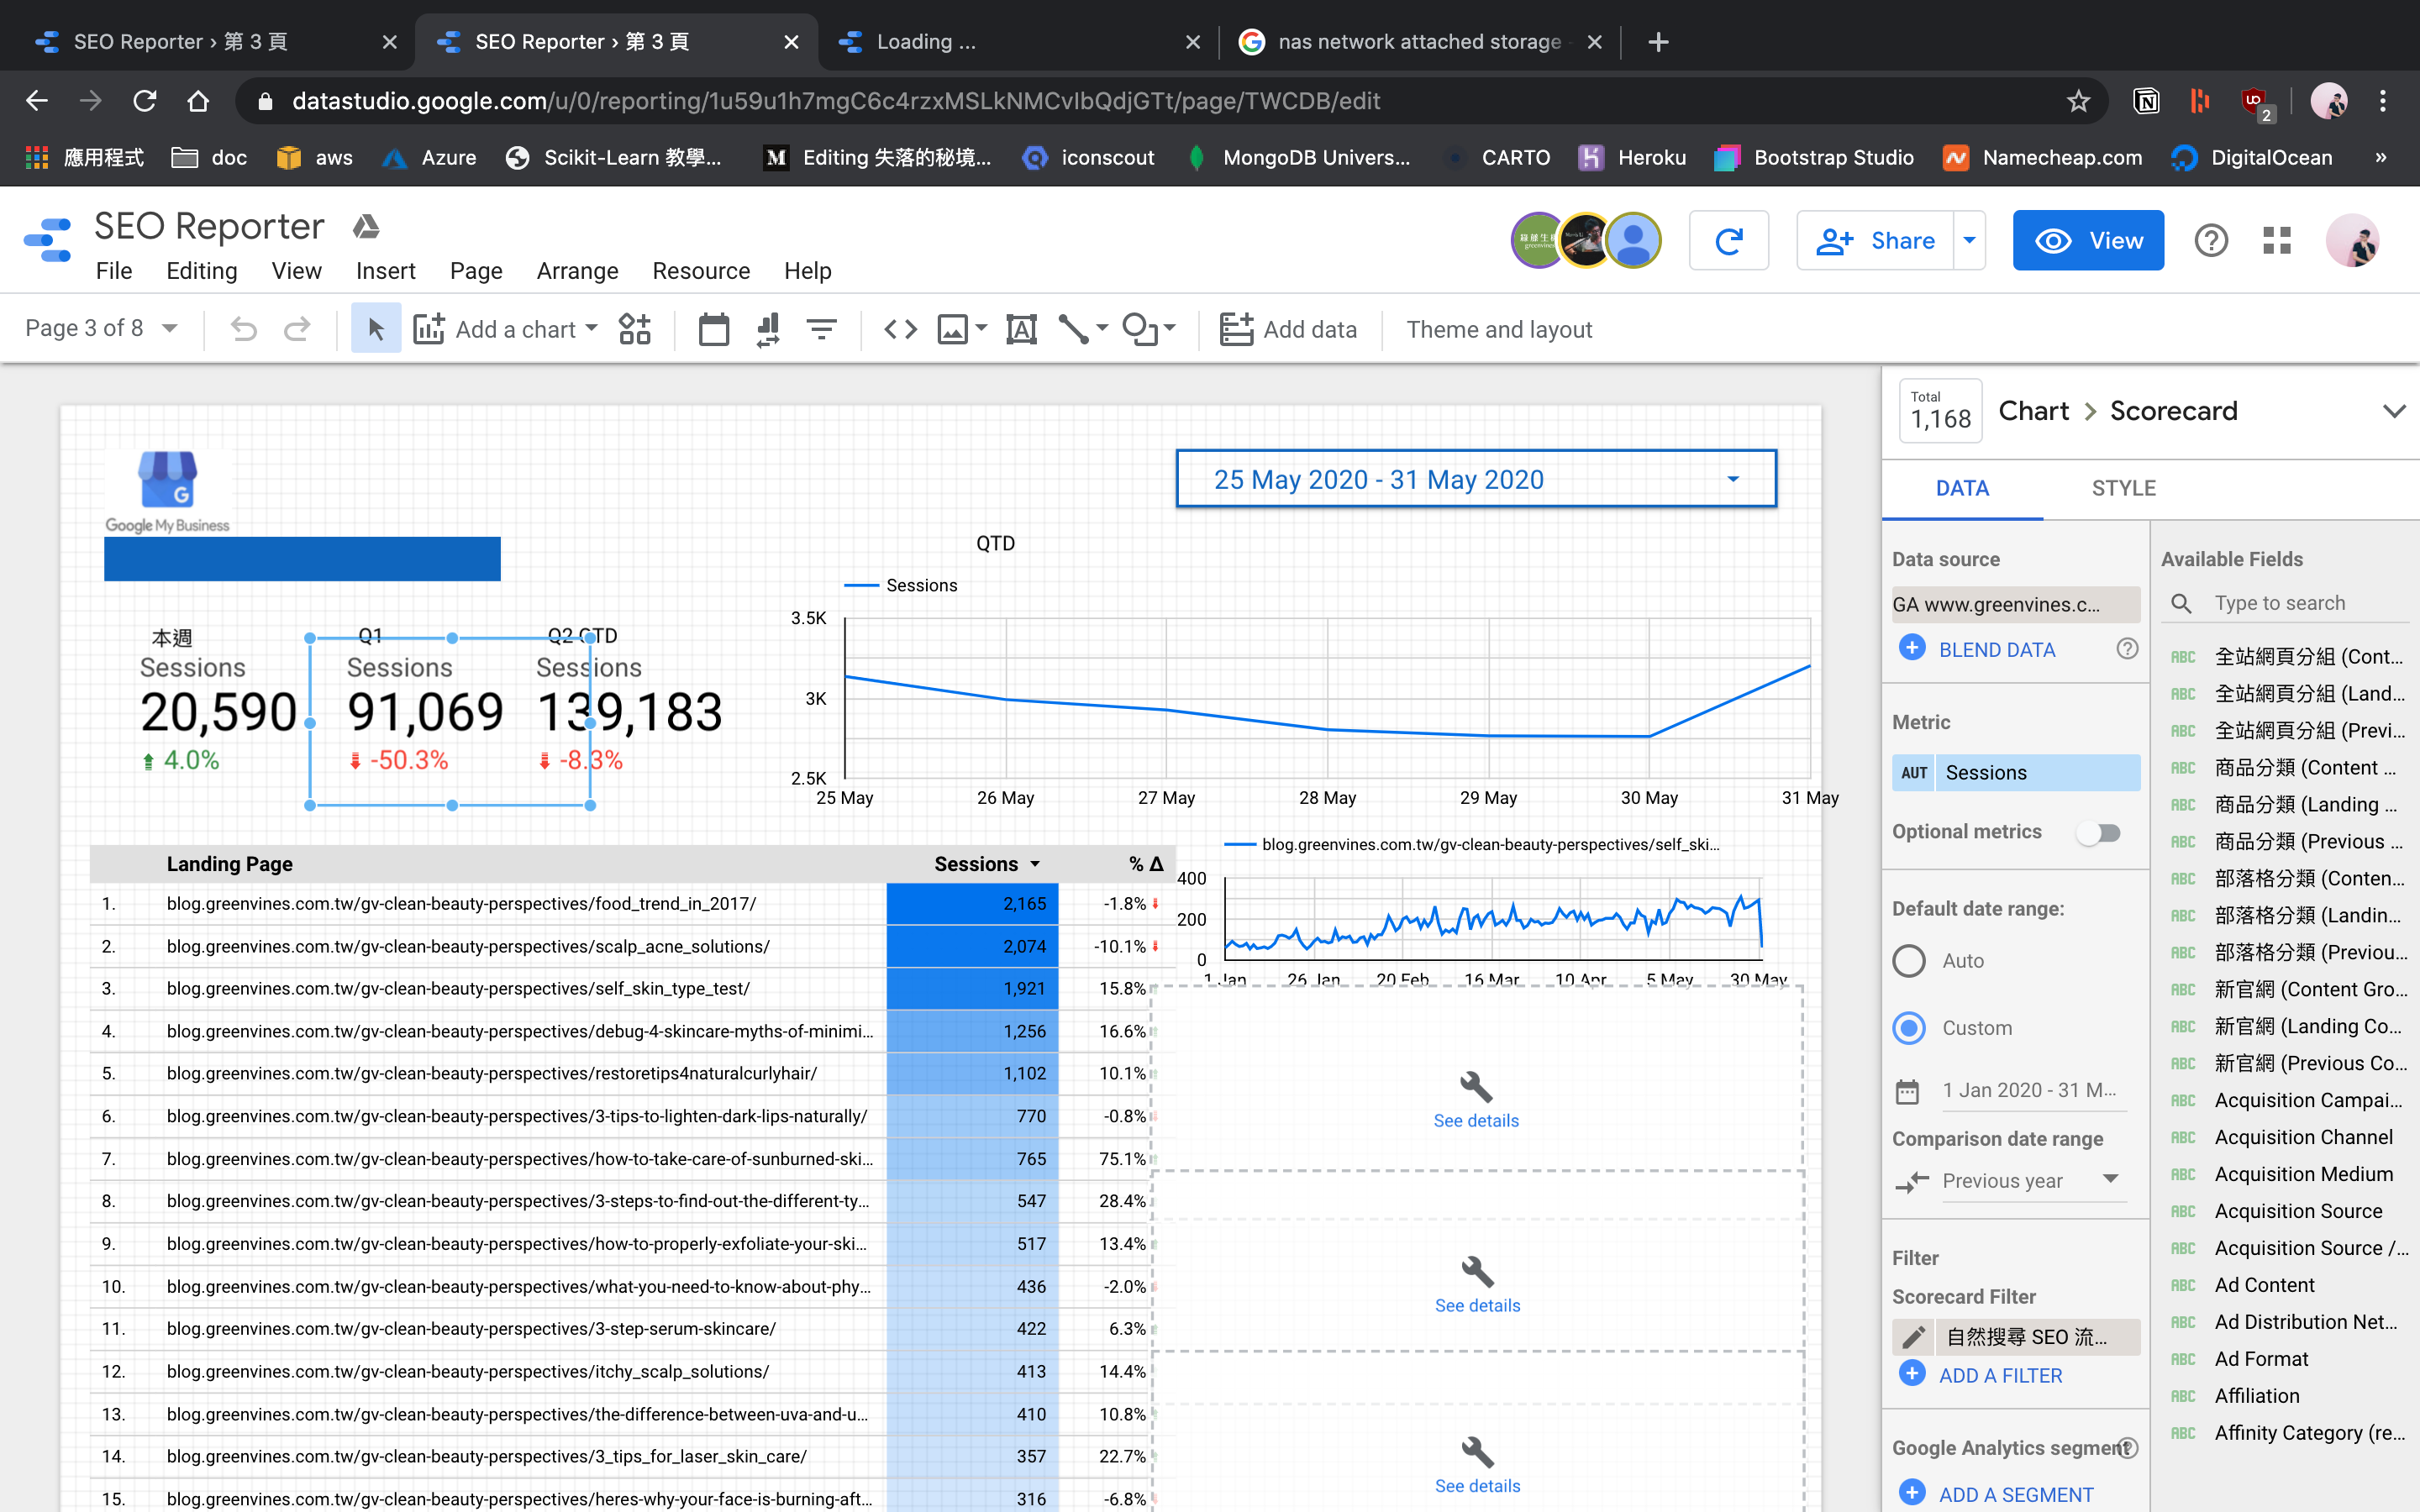 SEO Reporter › 第 3 頁
SEO Reporter › 第 3 頁
Loading ...
nas network attached storage -
datastudio.google.com/u/0/reporting/1u59u1h7mgC6c4rzxMSLkNMCvIbQdjGTt/page/TWCDB/edit
2
應用程式
doc
aws
Azure
Scikit-Learn 教學...
Editing 失落的秘境...
iconscout
MongoDB Univers...
CARTO
Heroku
Bootstrap Studio
Namecheap.com
DigitalOcean
»
SEO Reporter
File Editing View Insert Page Arrange Resource Help
Share
View
Page 3 of 8
Add a chart
Add data
Theme and layout
Google My Business
25 May 2020 - 31 May 2020
QTD
Sessions
3.5K
3K
2.5K
25 May 26 May 27 May 28 May 29 May 30 May 31 May
本週
Sessions
20,590
4.0%
Q1
Sessions
91,069
-50.3%
Q2 QTD
Sessions
139,183
-8.3%
Landing Page Sessions % Δ
1. blog.greenvines.com.tw/gv-clean-beauty-perspectives/food_trend_in_2017/ 2,165 -1.8%
2. blog.greenvines.com.tw/gv-clean-beauty-perspectives/scalp_acne_solutions/ 2,074 -10.1%
3. blog.greenvines.com.tw/gv-clean-beauty-perspectives/self_skin_type_test/ 1,921 15.8%
4. blog.greenvines.com.tw/gv-clean-beauty-perspectives/debug-4-skincare-myths-of-minimi... 1,256 16.6%
5. blog.greenvines.com.tw/gv-clean-beauty-perspectives/restoretips4naturalcurlyhair/ 1,102 10.1%
6. blog.greenvines.com.tw/gv-clean-beauty-perspectives/3-tips-to-lighten-dark-lips-naturally/ 770 -0.8%
7. blog.greenvines.com.tw/gv-clean-beauty-perspectives/how-to-take-care-of-sunburned-ski... 765 75.1%
8. blog.greenvines.com.tw/gv-clean-beauty-perspectives/3-steps-to-find-out-the-different-ty... 547 28.4%
9. blog.greenvines.com.tw/gv-clean-beauty-perspectives/how-to-properly-exfoliate-your-ski... 517 13.4%
10. blog.greenvines.com.tw/gv-clean-beauty-perspectives/what-you-need-to-know-about-phy... 436 -2.0%
11. blog.greenvines.com.tw/gv-clean-beauty-perspectives/3-step-serum-skincare/ 422 6.3%
12. blog.greenvines.com.tw/gv-clean-beauty-perspectives/itchy_scalp_solutions/ 413 14.4%
13. blog.greenvines.com.tw/gv-clean-beauty-perspectives/the-difference-between-uva-and-u... 410 10.8%
14. blog.greenvines.com.tw/gv-clean-beauty-perspectives/3_tips_for_laser_skin_care/ 357 22.7%
15. blog.greenvines.com.tw/gv-clean-beauty-perspectives/heres-why-your-face-is-burning-aft... 316 -6.8%
blog.greenvines.com.tw/gv-clean-beauty-perspectives/self_ski...
400
200
0
1 Jan 26 Jan 20 Feb 16 Mar 10 Apr 5 May 30 May
See details
See details
See details
Total
1,168
Chart
Scorecard
DATA
STYLE
Data source
GA www.greenvines.c...
BLEND DATA
Metric
AUT Sessions
Optional metrics
Default date range:
Auto
Custom
1 Jan 2020 - 31 M...
Comparison date range
Previous year
Filter
Scorecard Filter
自然搜尋 SEO 流...
ADD A FILTER
Google Analytics segment
ADD A SEGMENT
Available Fields
Type to search
ABC 全站網頁分組 (Cont...
ABC 全站網頁分組 (Land...
ABC 全站網頁分組 (Previ...
ABC 商品分類 (Content ...
ABC 商品分類 (Landing ...
ABC 商品分類 (Previous ...
ABC 部落格分類 (Conten...
ABC 部落格分類 (Landin...
ABC 部落格分類 (Previou...
ABC 新官網 (Content Gro...
ABC 新官網 (Landing Co...
ABC 新官網 (Previous Co...
ABC Acquisition Campai...
ABC Acquisition Channel
ABC Acquisition Medium
ABC Acquisition Source
ABC Acquisition Source /...
ABC Ad Content
ABC Ad Distribution Net...
ABC Ad Format
ABC Affiliation
ABC Affinity Category (re...